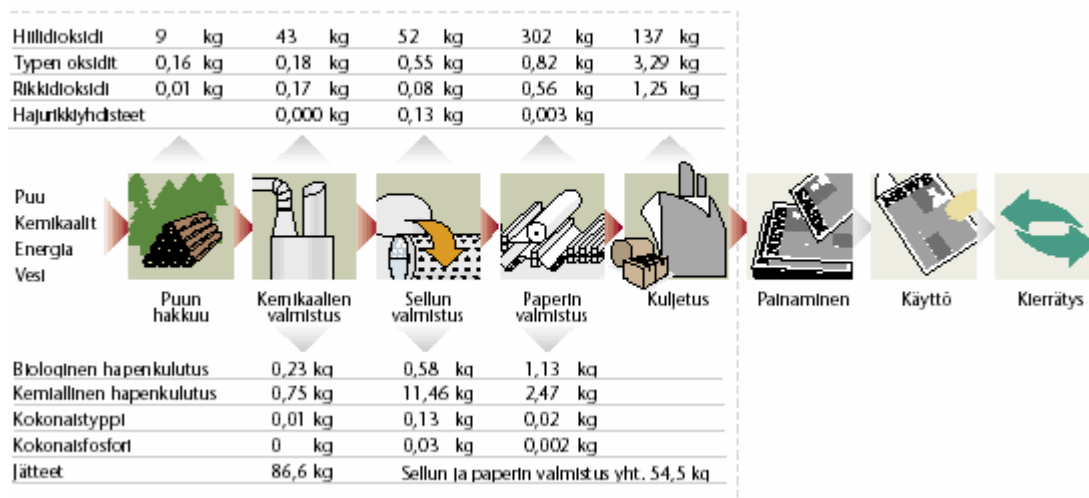 Hiilidioksidi 9 kg 43 kg 52 kg 302 kg 137 kg
Typen oksidit 0,16 kg 0,18 kg 0,55 kg 0,82 kg 3,29 kg
Rikkidioksidi 0,01 kg 0,17 kg 0,08 kg 0,56 kg 1,25 kg
Hajurikkiyhdisteet 0,000 kg 0,13 kg 0,003 kg
Puu
Kemikaalit
Energia
Vesi
NEWS
NEWS
NEWS
Puun
hakkuu
Kemikaalien
valmistus
Sellun
valmistus
Paperin
valmistus
Kuljetus
Painaminen
Käyttö
Kierrätys
Biologinen hapenkulutus 0,23 kg 0,58 kg 1,13 kg
Kemiallinen hapenkulutus 0,75 kg 11,46 kg 2,47 kg
Kokonaistyppi 0,01 kg 0,13 kg 0,02 kg
Kokonaisfosfori 0 kg 0,03 kg 0,002 kg
Jätteet 86,6 kg Sellun ja paperin valmistus yht. 54,5 kg